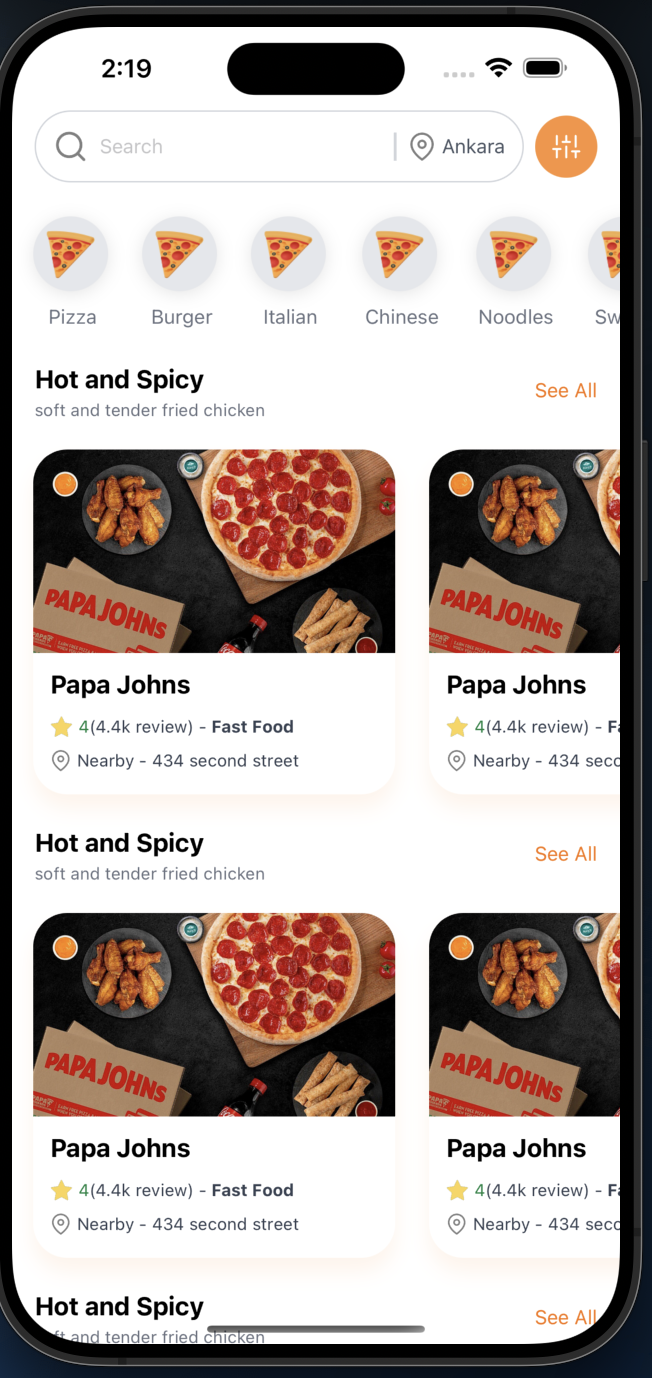 2:19
Search
Ankara
Pizza
Burger
Italian
Chinese
Noodles
Sw
Hot and Spicy
See All
soft and tender fried chicken
PAPA JOHNS
PAPA JOHNS
Papa Johns
4(4.4k review) - Fast Food
Nearby - 434 second street
Papa Johns
4(4.4k review) - Fa
Nearby - 434 seco
Hot and Spicy
See All
soft and tender fried chicken
PAPA JOHNS
PAPA JOHNS
Papa Johns
4(4.4k review) - Fast Food
Nearby - 434 second street
Papa Johns
4(4.4k review) - Fa
Nearby - 434 seco
Hot and Spicy
See All
soft and tender fried chicken